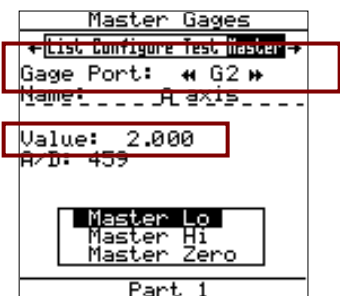 Master Gages
List Configure Test Master
Gage Port: ◀◀ G2 ▶▶
Name: A axis
Value: 2.000
A/D: 459
Master Lo
Master Hi
Master Zero
Part 1